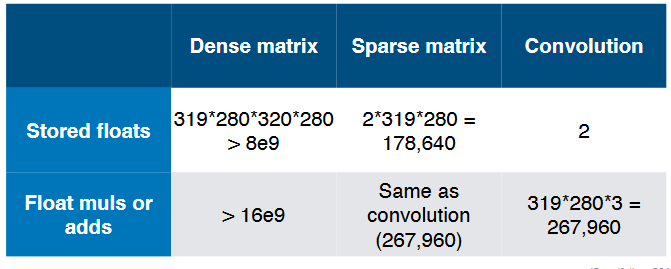 Dense matrix Sparse matrix Convolution
Stored floats
319*280*320*280
> 8e9
2*319*280 =
178,640
2
Float muls or
adds
> 16e9
Same as
convolution
(267,960)
319*280*3 =
267,960